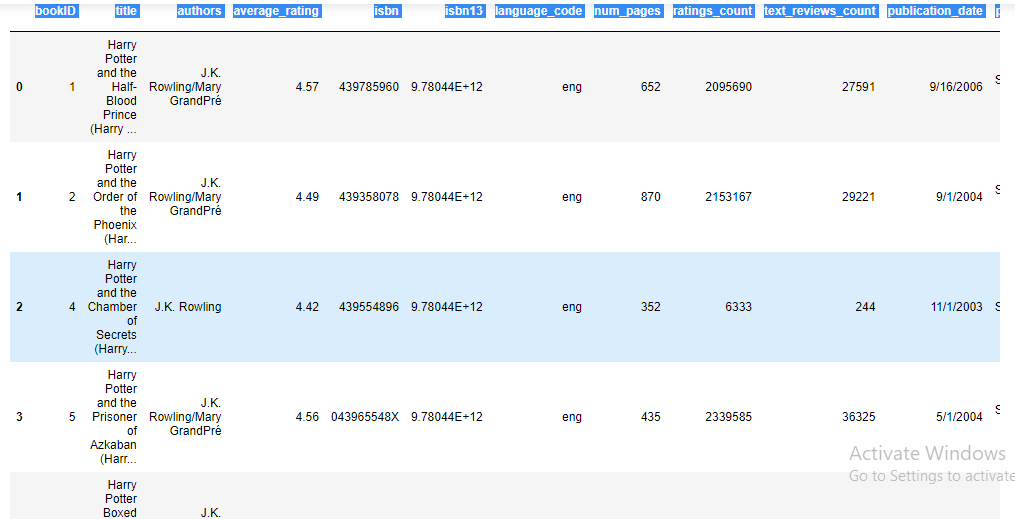 bookID title authors average_rating isbn isbn13 language_code num_pages ratings_count text_reviews_count publication_date p
Harry
Potter
and the
Half-
Blood
Prince
(Harry ...
0 1 J.K. Rowling/Mary GrandPré 4.57 439785960 9.78044E+12 eng 652 2095690 27591 9/16/2006 S
Harry
Potter
and the
Order of
the
Phoenix
(Har...
1 2 J.K. Rowling/Mary GrandPré 4.49 439358078 9.78044E+12 eng 870 2153167 29221 9/1/2004 S
Harry
Potter
and the
Chamber
of
Secrets
(Harry...
2 4 J.K. Rowling 4.42 439554896 9.78044E+12 eng 352 6333 244 11/1/2003 S
Harry
Potter
and the
Prisoner
of
Azkaban
(Harr...
3 5 J.K. Rowling/Mary GrandPré 4.56 043965548X 9.78044E+12 eng 435 2339585 36325 5/1/2004 S
Activate Windows
Go to Settings to activate
Harry
Potter
Boxed
J.K.